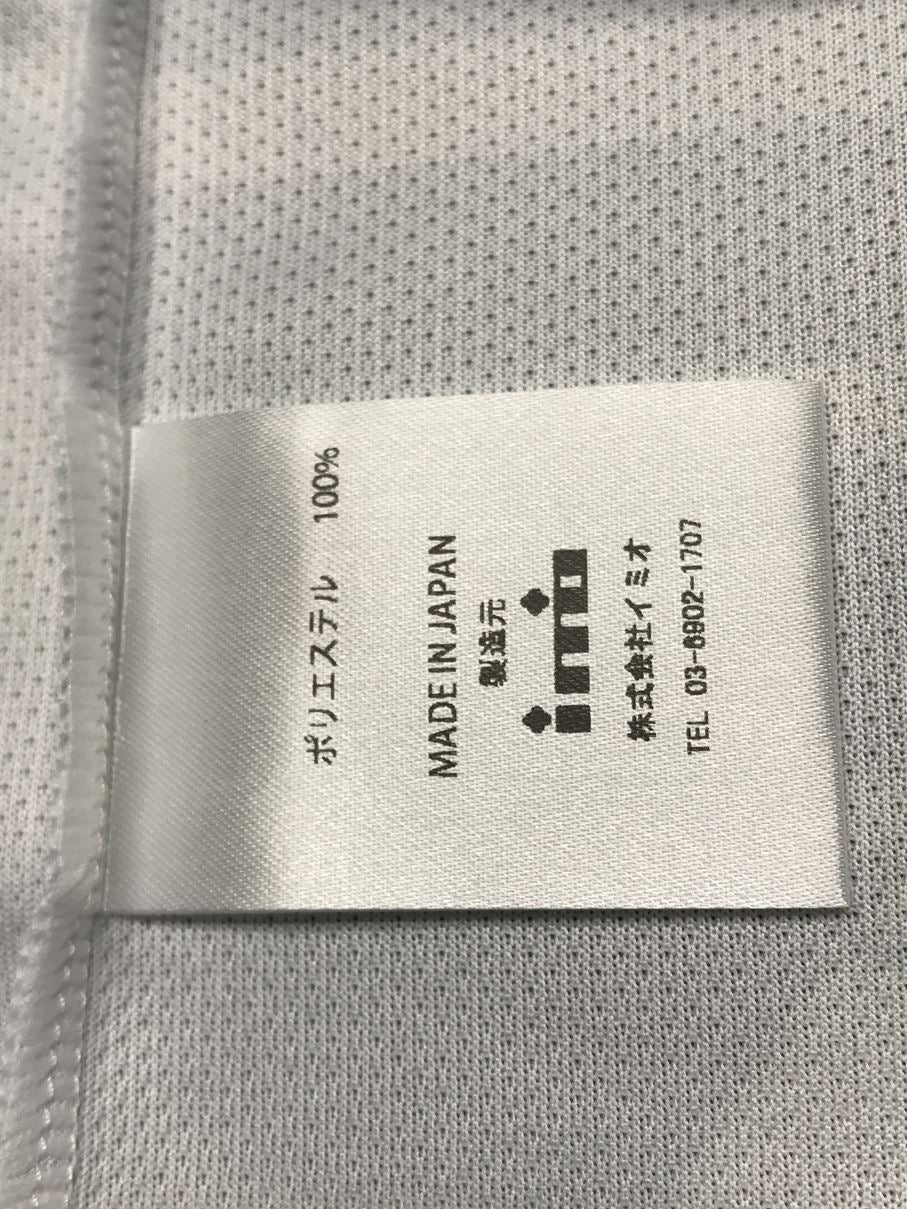 ポリエステル 100%
MADE IN JAPAN
製造元
imio
株式会社イミオ
TEL 03-6902-1707